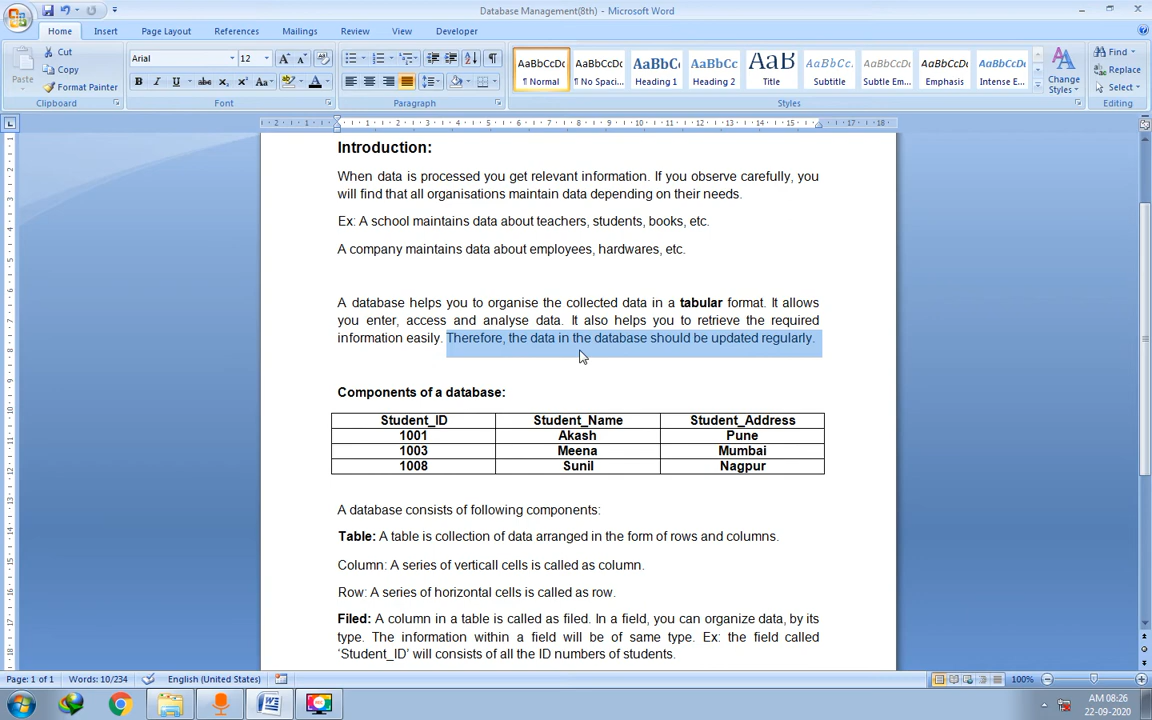 Database Management(8th) - Microsoft Word
Home Insert Page Layout References Mailings Review View Developer
Paste
Cut
Copy
Format Painter
Clipboard
Arial 12
Font
Paragraph
AaBbCcDc AaBbCcDc AaBbC AaBbCc AaB AaBbCc. AaBbCcDc AaBbCcDc AaBbCcDc
¶ Normal ¶ No Spaci... Heading 1 Heading 2 Title Subtitle Subtle Em... Emphasis Intense E...
Change Styles
Styles
Find
Replace
Select
Editing
Introduction:
When data is processed you get relevant information. If you observe carefully, you
will find that all organisations maintain data depending on their needs.
Ex: A school maintains data about teachers, students, books, etc.
A company maintains data about employees, hardwares, etc.
A database helps you to organise the collected data in a tabular format. It allows
you enter, access and analyse data. It also helps you to retrieve the required
information easily. Therefore, the data in the database should be updated regularly.
Components of a database:
Student_ID Student_Name Student_Address
1001 Akash Pune
1003 Meena Mumbai
1008 Sunil Nagpur
A database consists of following components:
Table: A table is collection of data arranged in the form of rows and columns.
Column: A series of verticall cells is called as column.
Row: A series of horizontal cells is called as row.
Filed: A column in a table is called as filed. In a field, you can organize data, by its
type. The information within a field will be of same type. Ex: the field called
‘Student_ID’ will consists of all the ID numbers of students.
Page: 1 of 1 Words: 10/234 English (United States) 100%
AM 08:26
22-09-2020